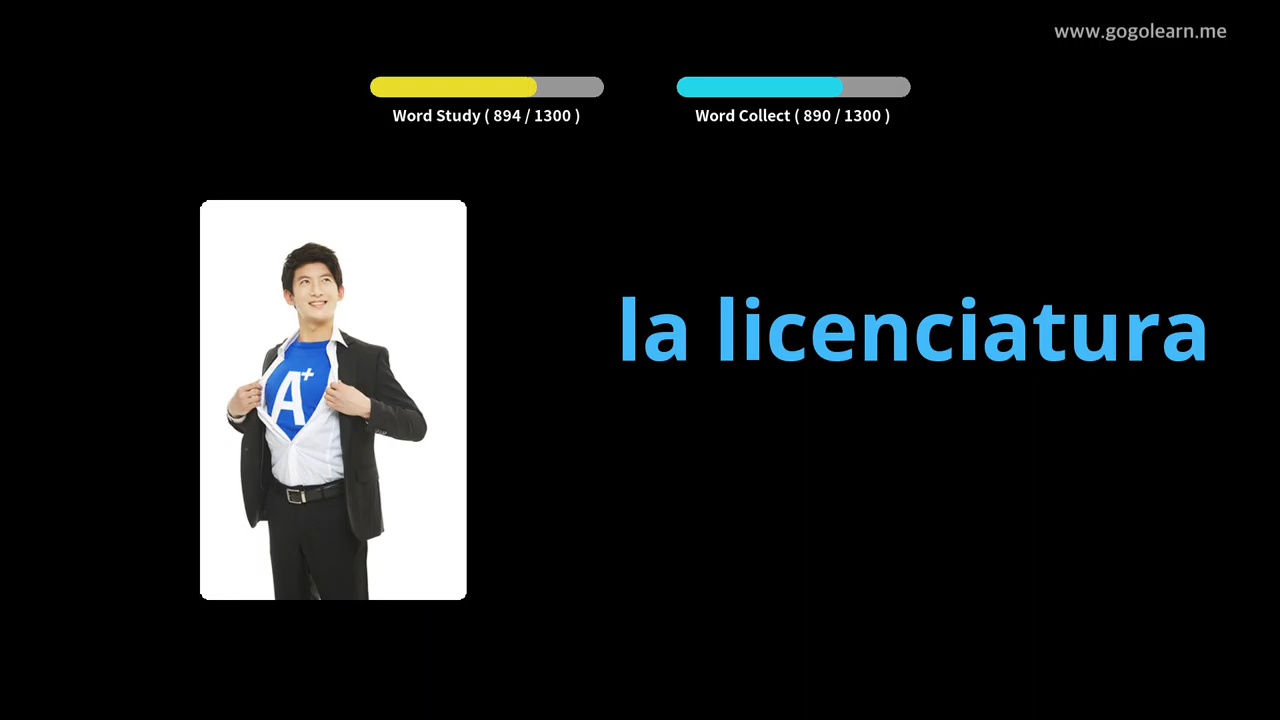 www.gogolearn.me
Word Study ( 894 / 1300 )
Word Collect ( 890 / 1300 )
A+
la licenciatura